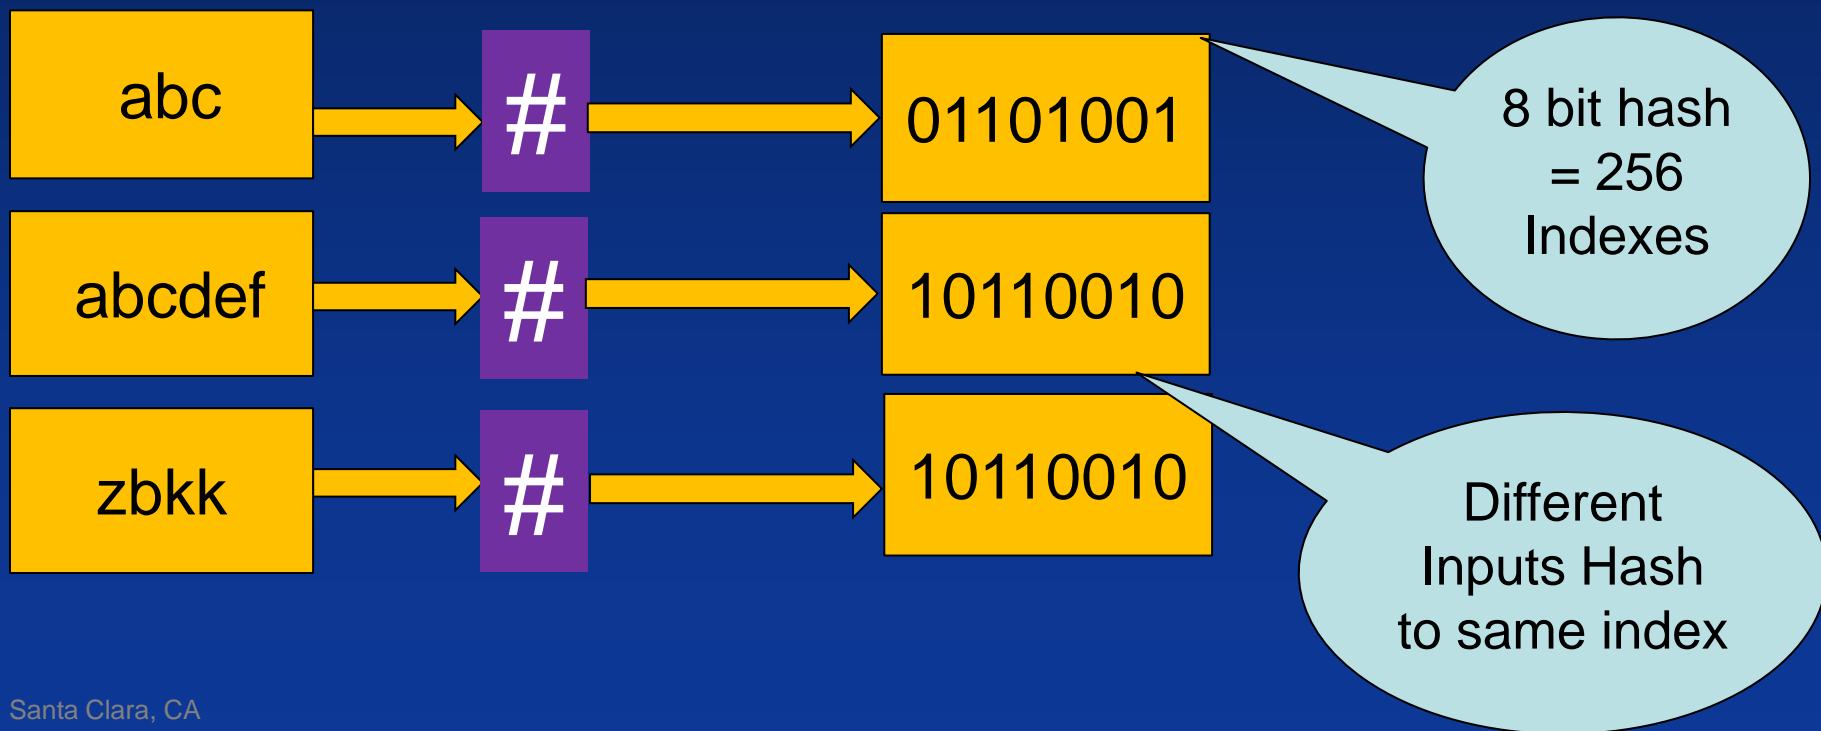 abc
#
01101001
8 bit hash
= 256
Indexes
abcdef
#
10110010
zbkk
#
10110010
Different
Inputs Hash
to same index
Santa Clara, CA